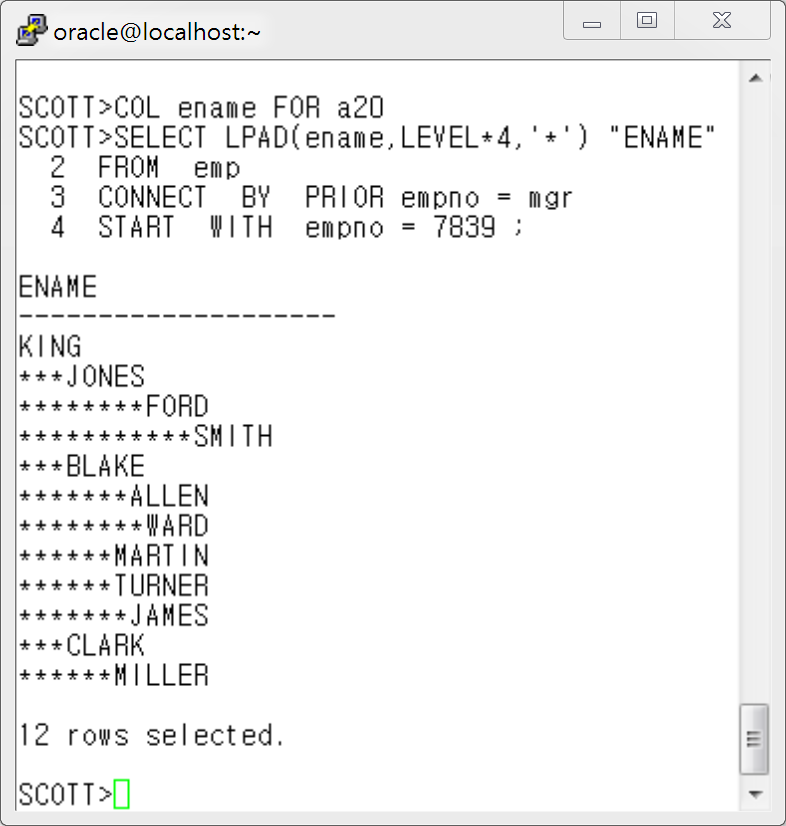 oracle@localhost:~
SCOTT>COL ename FOR a20
SCOTT>SELECT LPAD(ename,LEVEL*4,'*') "ENAME"
  2  FROM  emp
  3  CONNECT  BY  PRIOR empno = mgr
  4  START  WITH  empno = 7839 ;
ENAME
--------------------
KING
***JONES
********FORD
***********SMITH
***BLAKE
*******ALLEN
********WARD
******MARTIN
******TURNER
*******JAMES
***CLARK
******MILLER
12 rows selected.
SCOTT>